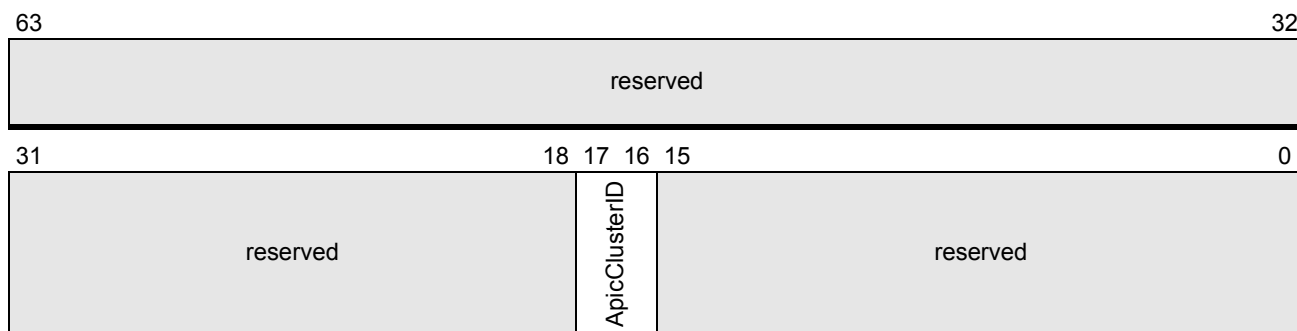 63 32
reserved
31 18 17 16 15 0
reserved ApicClusterID reserved